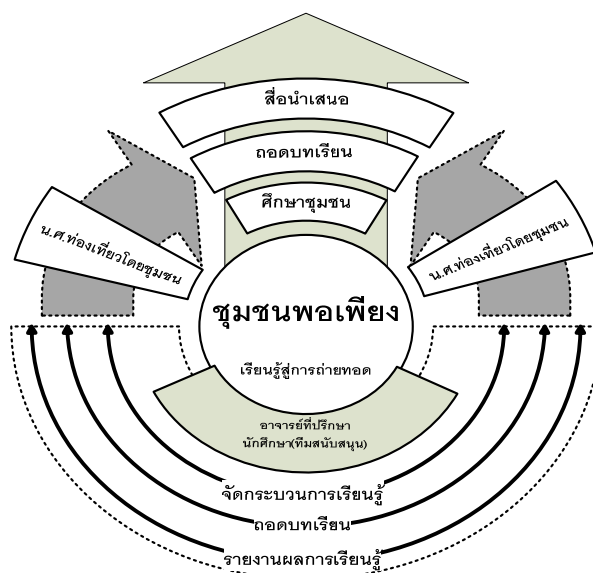 สื่อนำเสนอ
ถอดบทเรียน
ศึกษาชุมชน
น.ศ.ท่องเที่ยวโดยชุมชน
น.ศ.ท่องเที่ยวโดยชุมชน
ชุมชนพอเพียง
เรียนรู้สู่การถ่ายทอด
อาจารย์ที่ปรึกษา
นักศึกษา(ทีมสนับสนุน)
จัดกระบวนการเรียนรู้
ถอดบทเรียน
รายงานผลการเรียนรู้